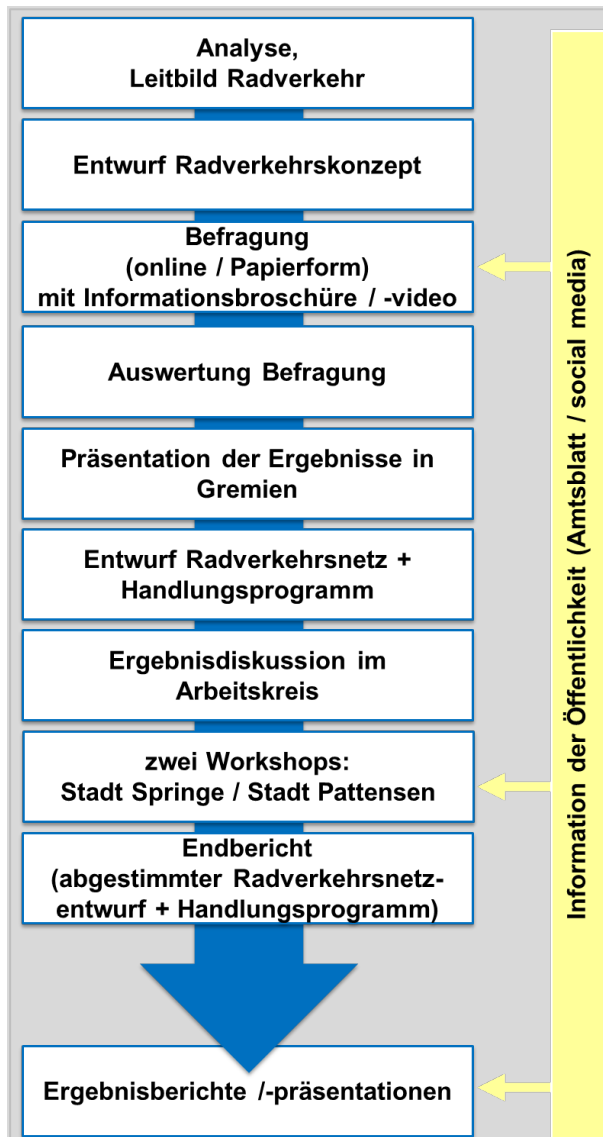 Analyse,
Leitbild Radverkehr
Entwurf Radverkehrskonzept
Befragung
(online / Papierform)
mit Informationsbroschüre / -video
Auswertung Befragung
Präsentation der Ergebnisse in
Gremien
Entwurf Radverkehrsnetz +
Handlungsprogramm
Ergebnisdiskussion im
Arbeitskreis
zwei Workshops:
Stadt Springe / Stadt Pattensen
Endbericht
(abgestimmter Radverkehrsnetz-
entwurf + Handlungsprogramm)
Ergebnisberichte /-präsentationen
Information der Öffentlichkeit (Amtsblatt / social media)